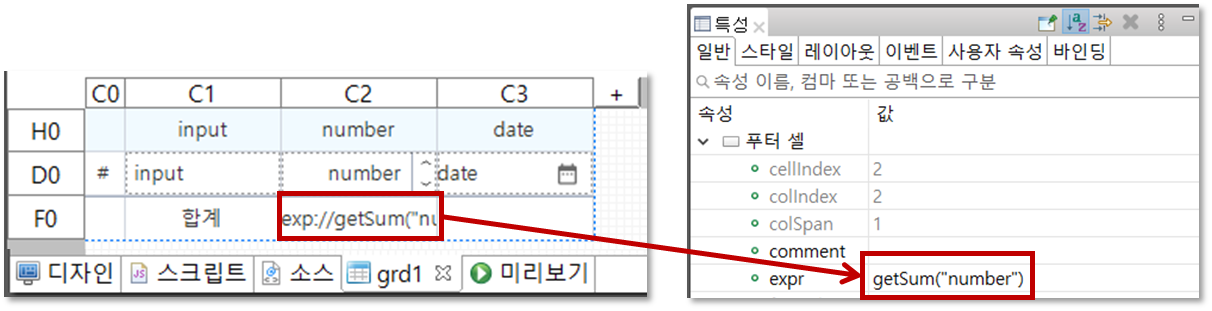 C0 C1 C2 C3 +
H0 input number date
D0 # input number date
F0 합계 exp://getSum("nu
디자인 스크립트 소스 grd1 미리보기
특성
일반 스타일 레이아웃 이벤트 사용자 속성 바인딩
속성 이름, 컴마 또는 공백으로 구분
속성 값
푸터 셀
cellIndex 2
colIndex 2
colSpan 1
comment
expr getSum("number")